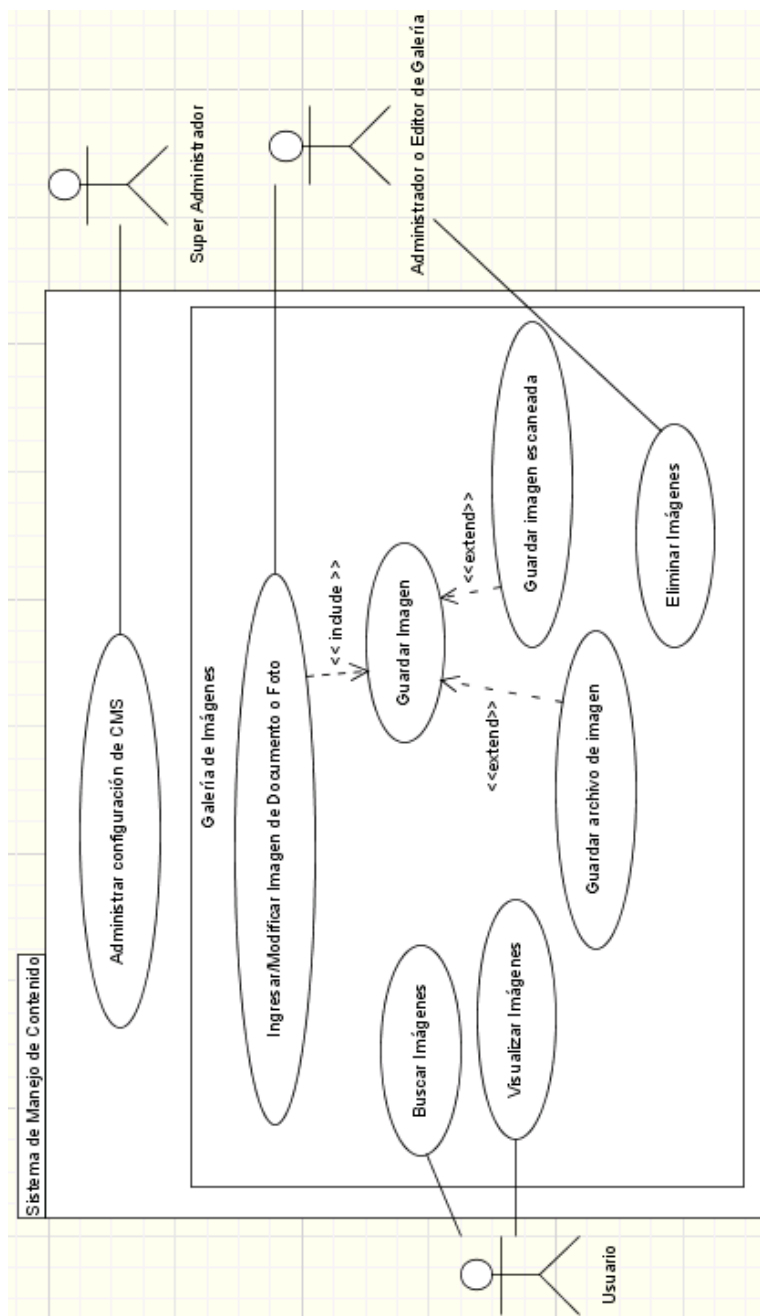 Sistema de Manejo de Contenido
Administrar configuración de CMS
Super Administrador
Galería de Imágenes
Ingresar/Modificar Imagen de Documento o Foto
<< include >>
Administrador o Editor de Galería
Buscar Imágenes
Guardar Imagen
<<extend>>
<<extend>>
Visualizar Imágenes
Guardar imagen escaneada
Guardar archivo de imagen
Usuario
Eliminar Imágenes